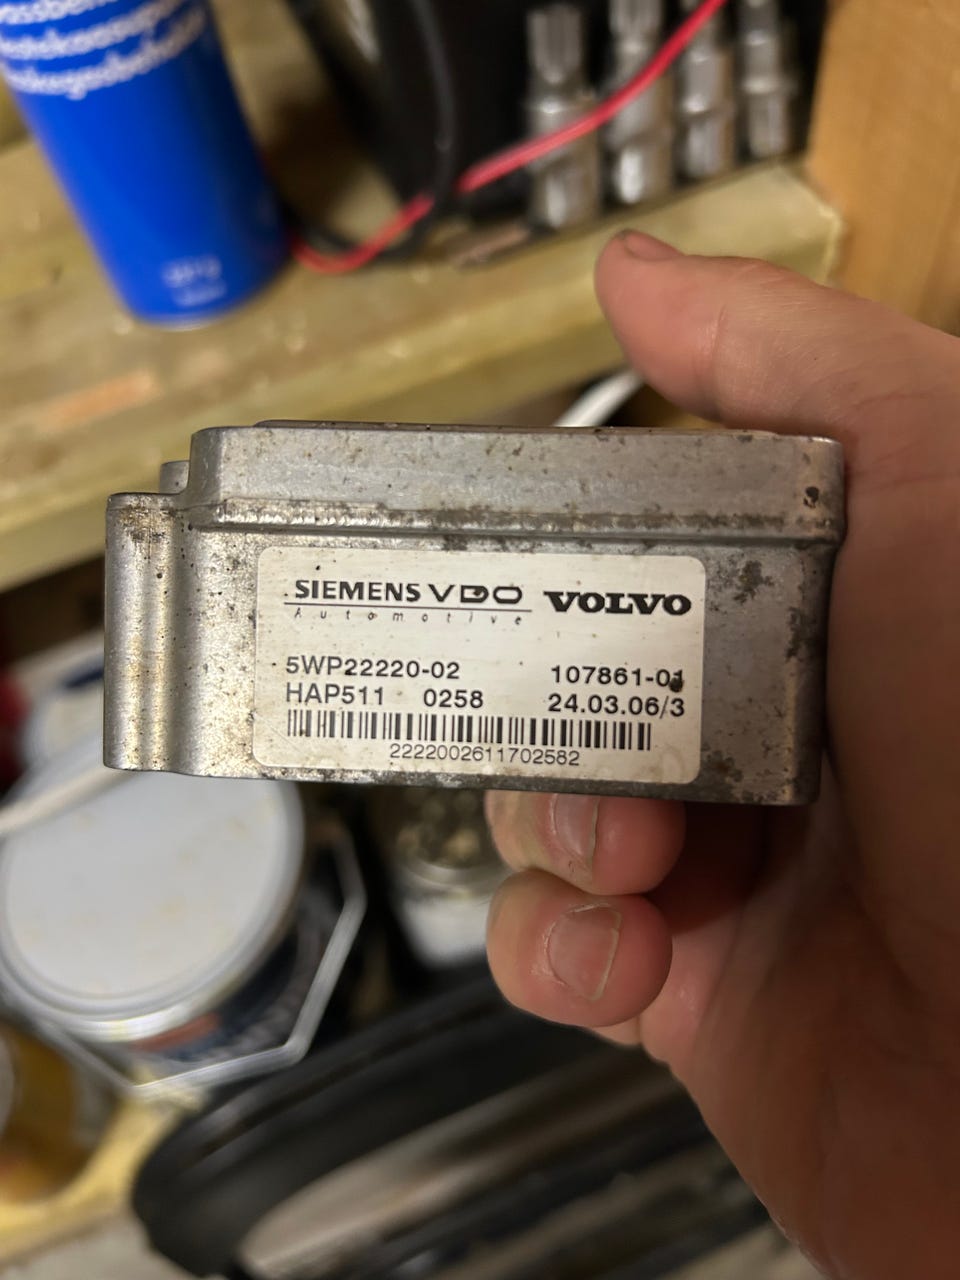 SIEMENS VDO VOLVO
Automotive
5WP22220-02 107861-01
HAP511 0258 24.03.06/3
2222002611702582